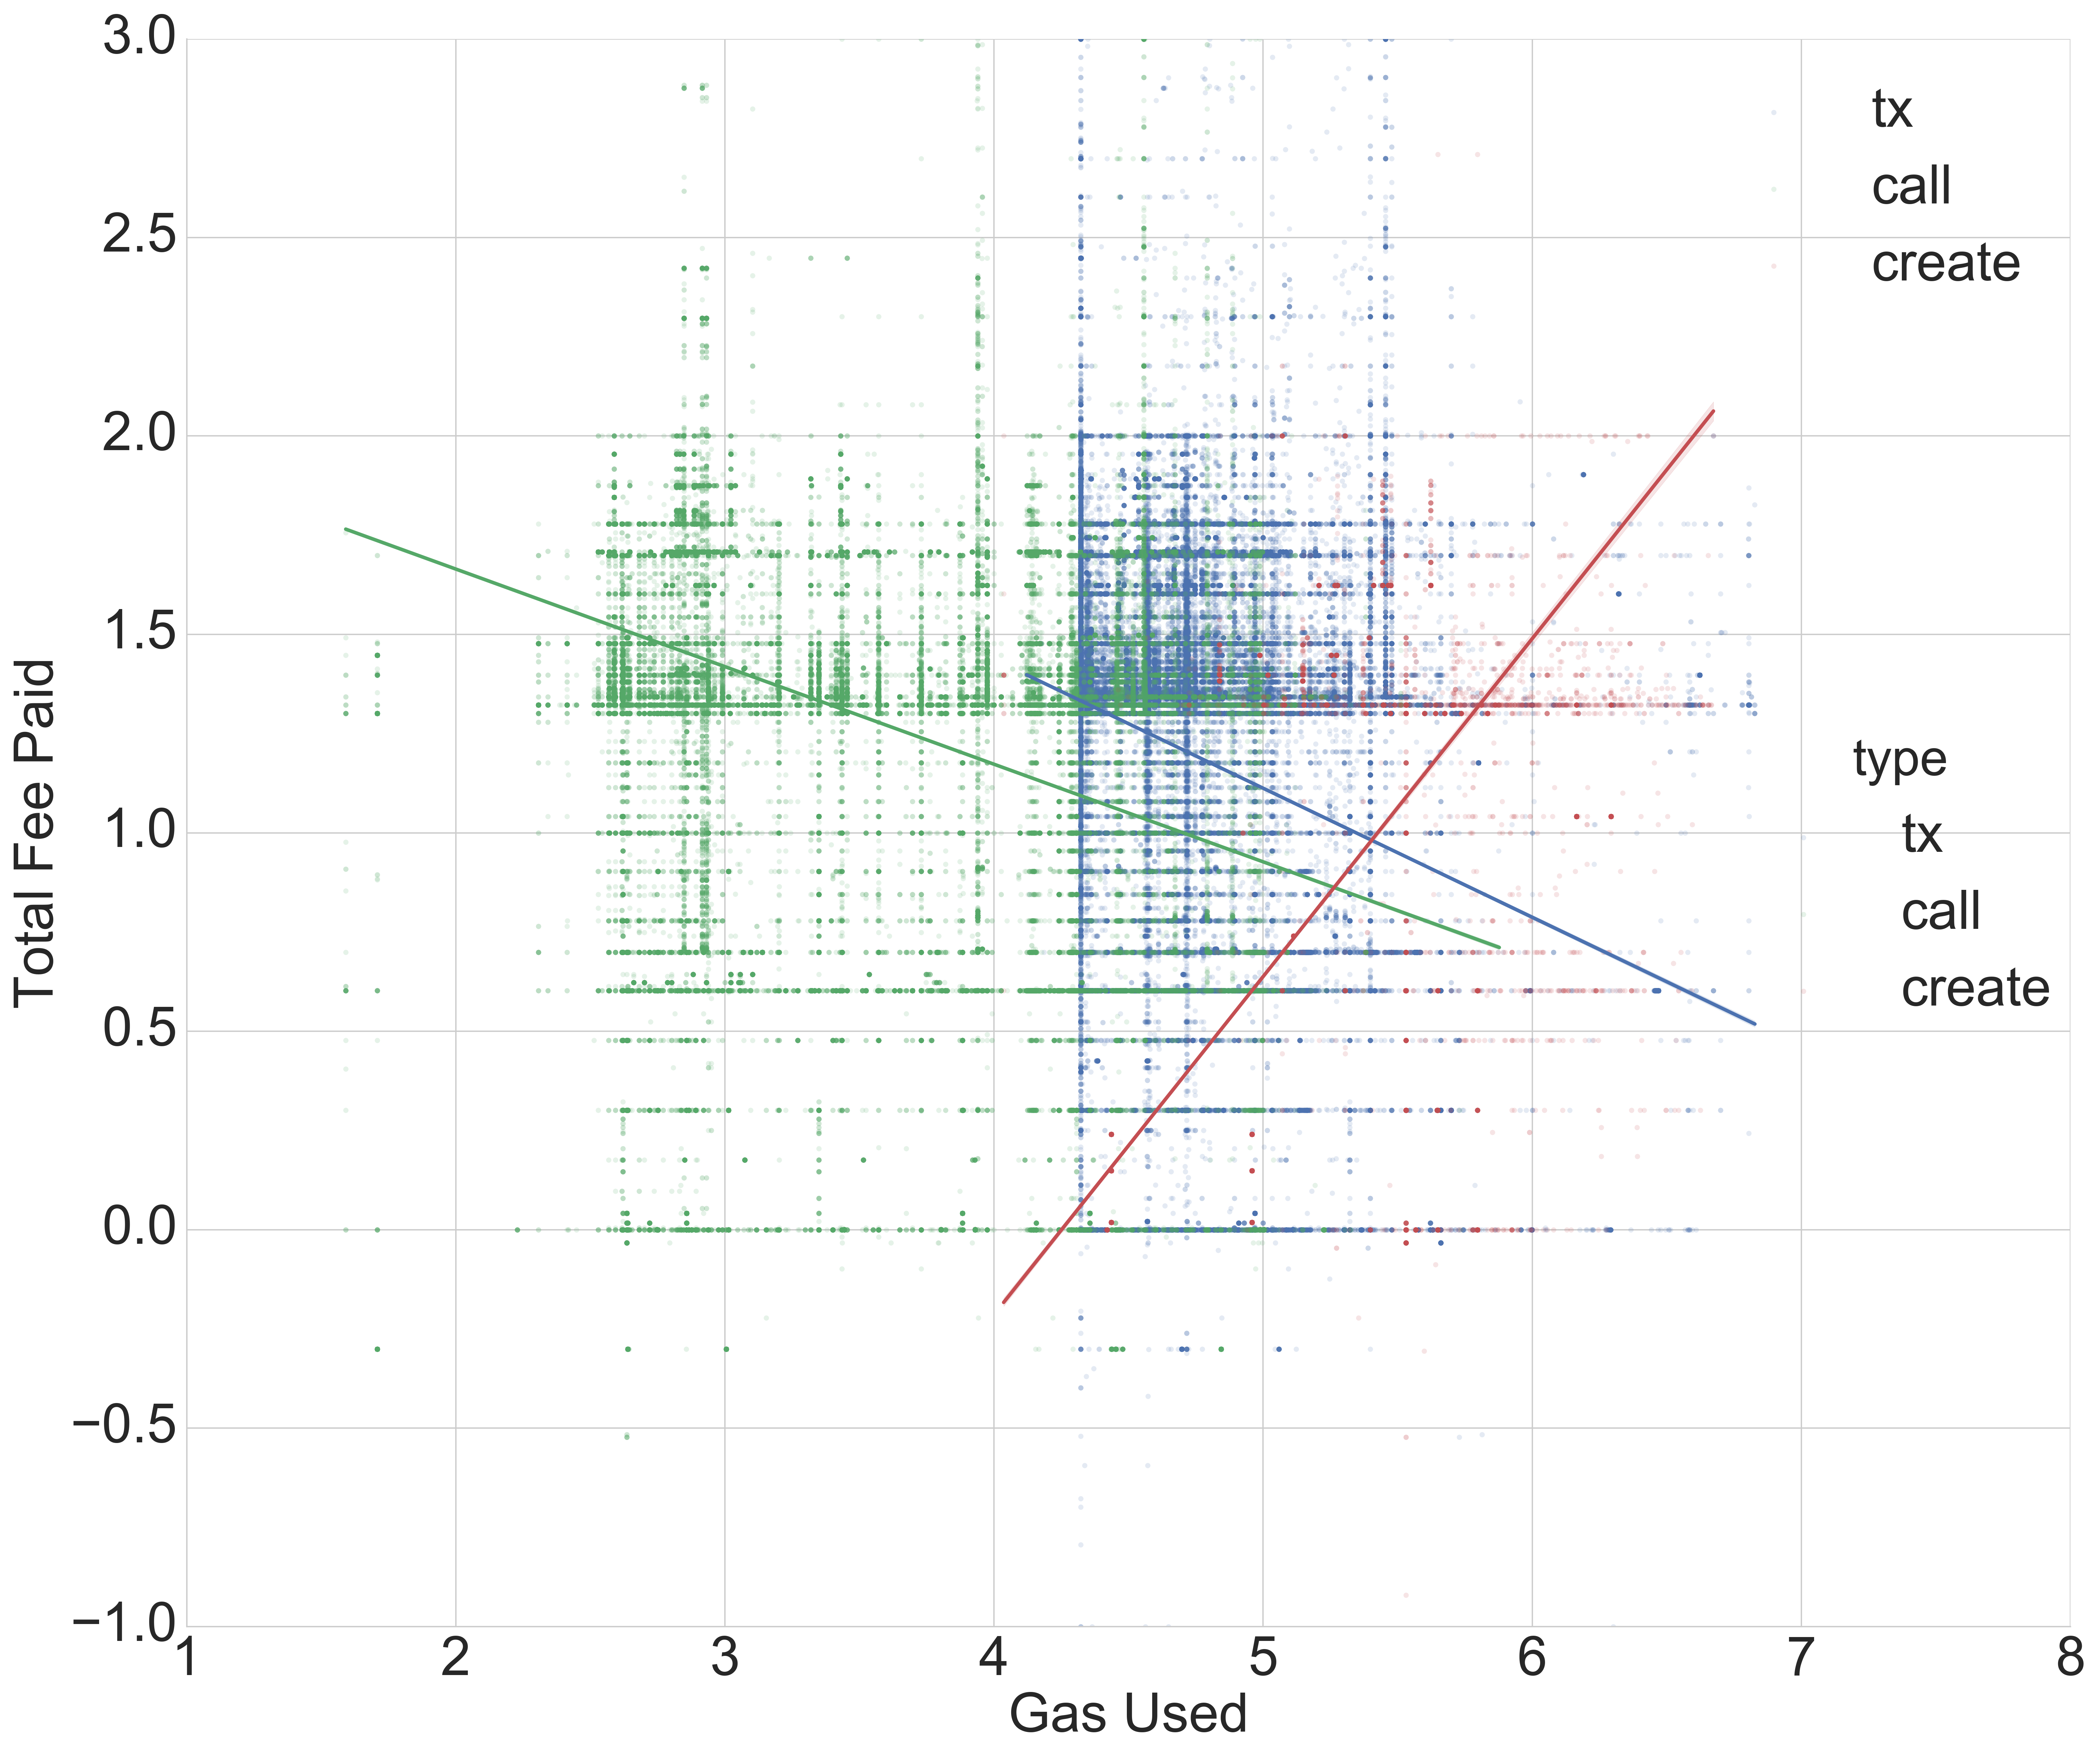 3.0
2.5
2.0
1.5
1.0
0.5
0.0
−0.5
−1.0
Total Fee Paid
1 2 3 4 5 6 7 8
Gas Used
tx
call
create
type
tx
call
create